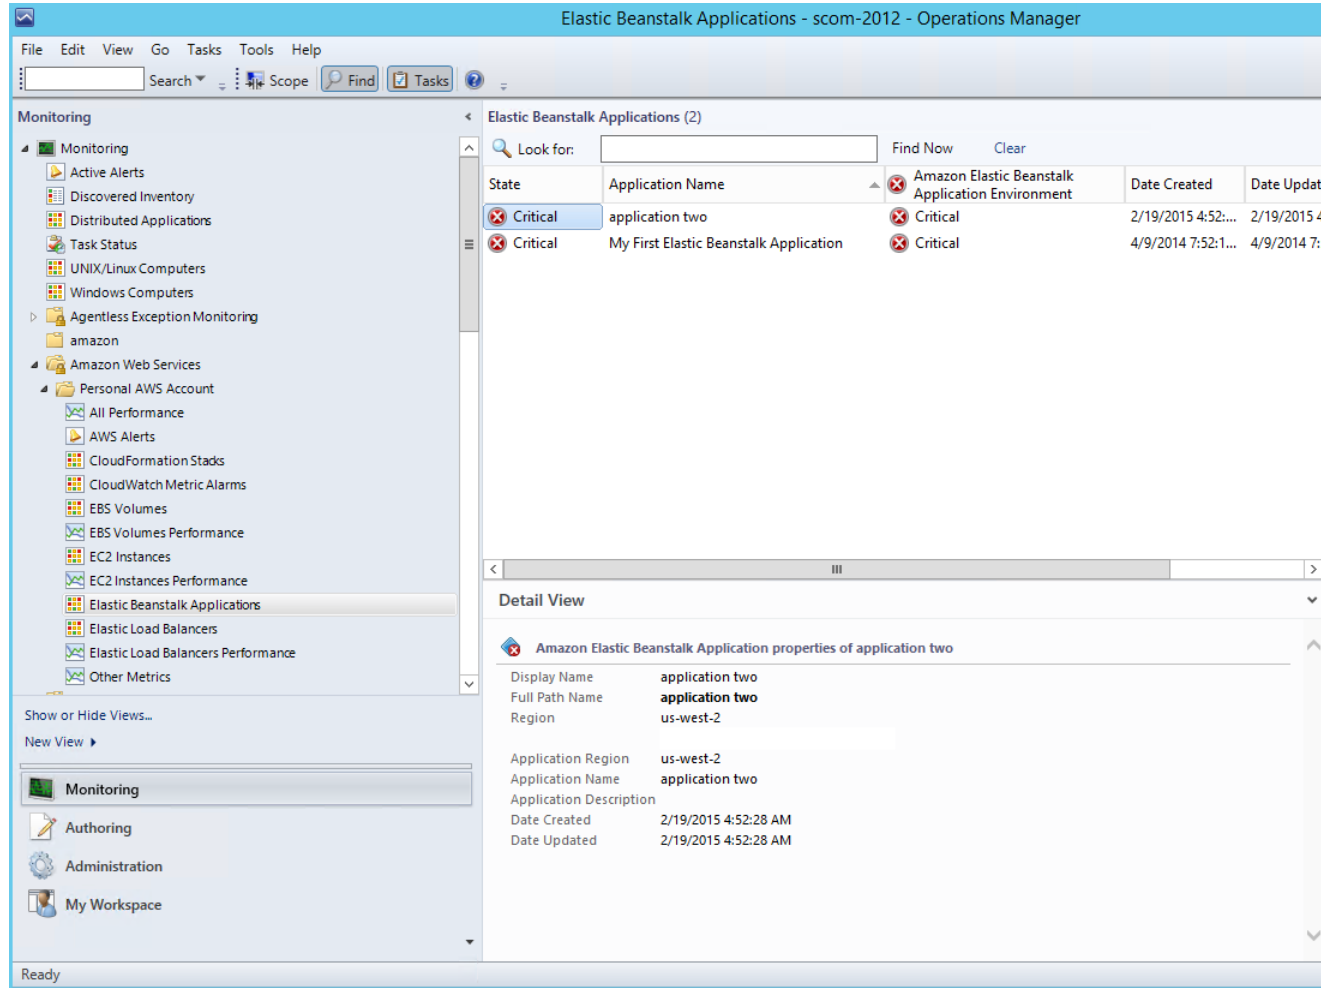 Elastic Beanstalk Applications - scom-2012 - Operations Manager
File Edit View Go Tasks Tools Help
Search Scope Find Tasks
Monitoring
Monitoring
Active Alerts
Discovered Inventory
Distributed Applications
Task Status
UNIX/Linux Computers
Windows Computers
Agentless Exception Monitoring
amazon
Amazon Web Services
Personal AWS Account
All Performance
AWS Alerts
CloudFormation Stacks
CloudWatch Metric Alarms
EBS Volumes
EBS Volumes Performance
EC2 Instances
EC2 Instances Performance
Elastic Beanstalk Applications
Elastic Load Balancers
Elastic Load Balancers Performance
Other Metrics
Show or Hide Views...
New View
Monitoring
Authoring
Administration
My Workspace
Elastic Beanstalk Applications (2)
Look for: Find Now Clear
State Application Name Amazon Elastic Beanstalk Application Environment Date Created Date Updat
Critical application two Critical 2/19/2015 4:52:... 2/19/2015 4
Critical My First Elastic Beanstalk Application Critical 4/9/2014 7:52:1... 4/9/2014 7:
Detail View
Amazon Elastic Beanstalk Application properties of application two
Display Name application two
Full Path Name application two
Region us-west-2
Application Region us-west-2
Application Name application two
Application Description
Date Created 2/19/2015 4:52:28 AM
Date Updated 2/19/2015 4:52:28 AM
Ready